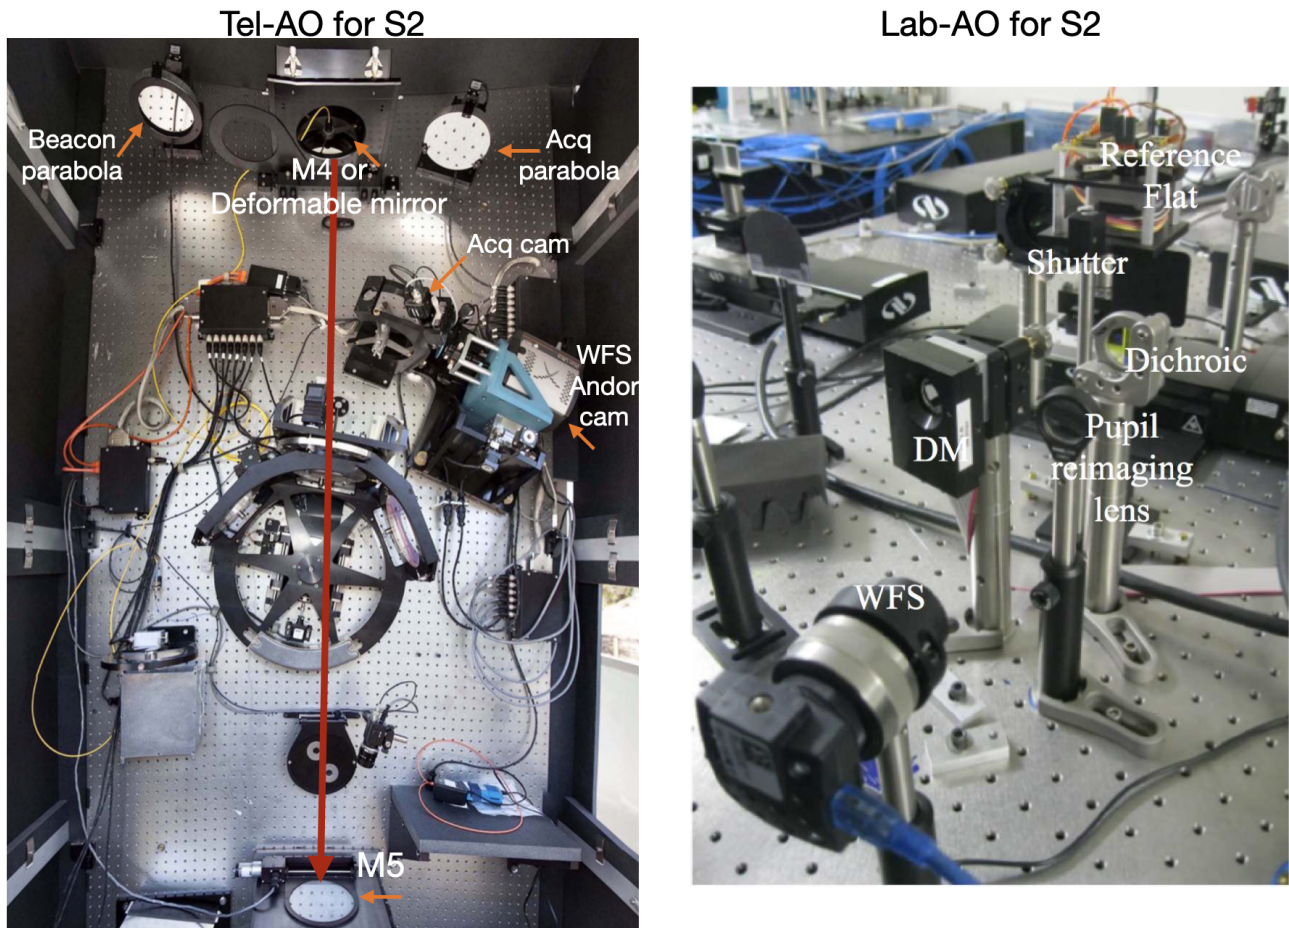 Tel-AO for S2
Lab-AO for S2
Beacon
parabola
M4 or
Deformable mirror
Acq
parabola
Acq cam
WFS
Andor
cam
M5
Reference
Flat
Shutter
Dichroic
DM
Pupil
reimaging
lens
WFS